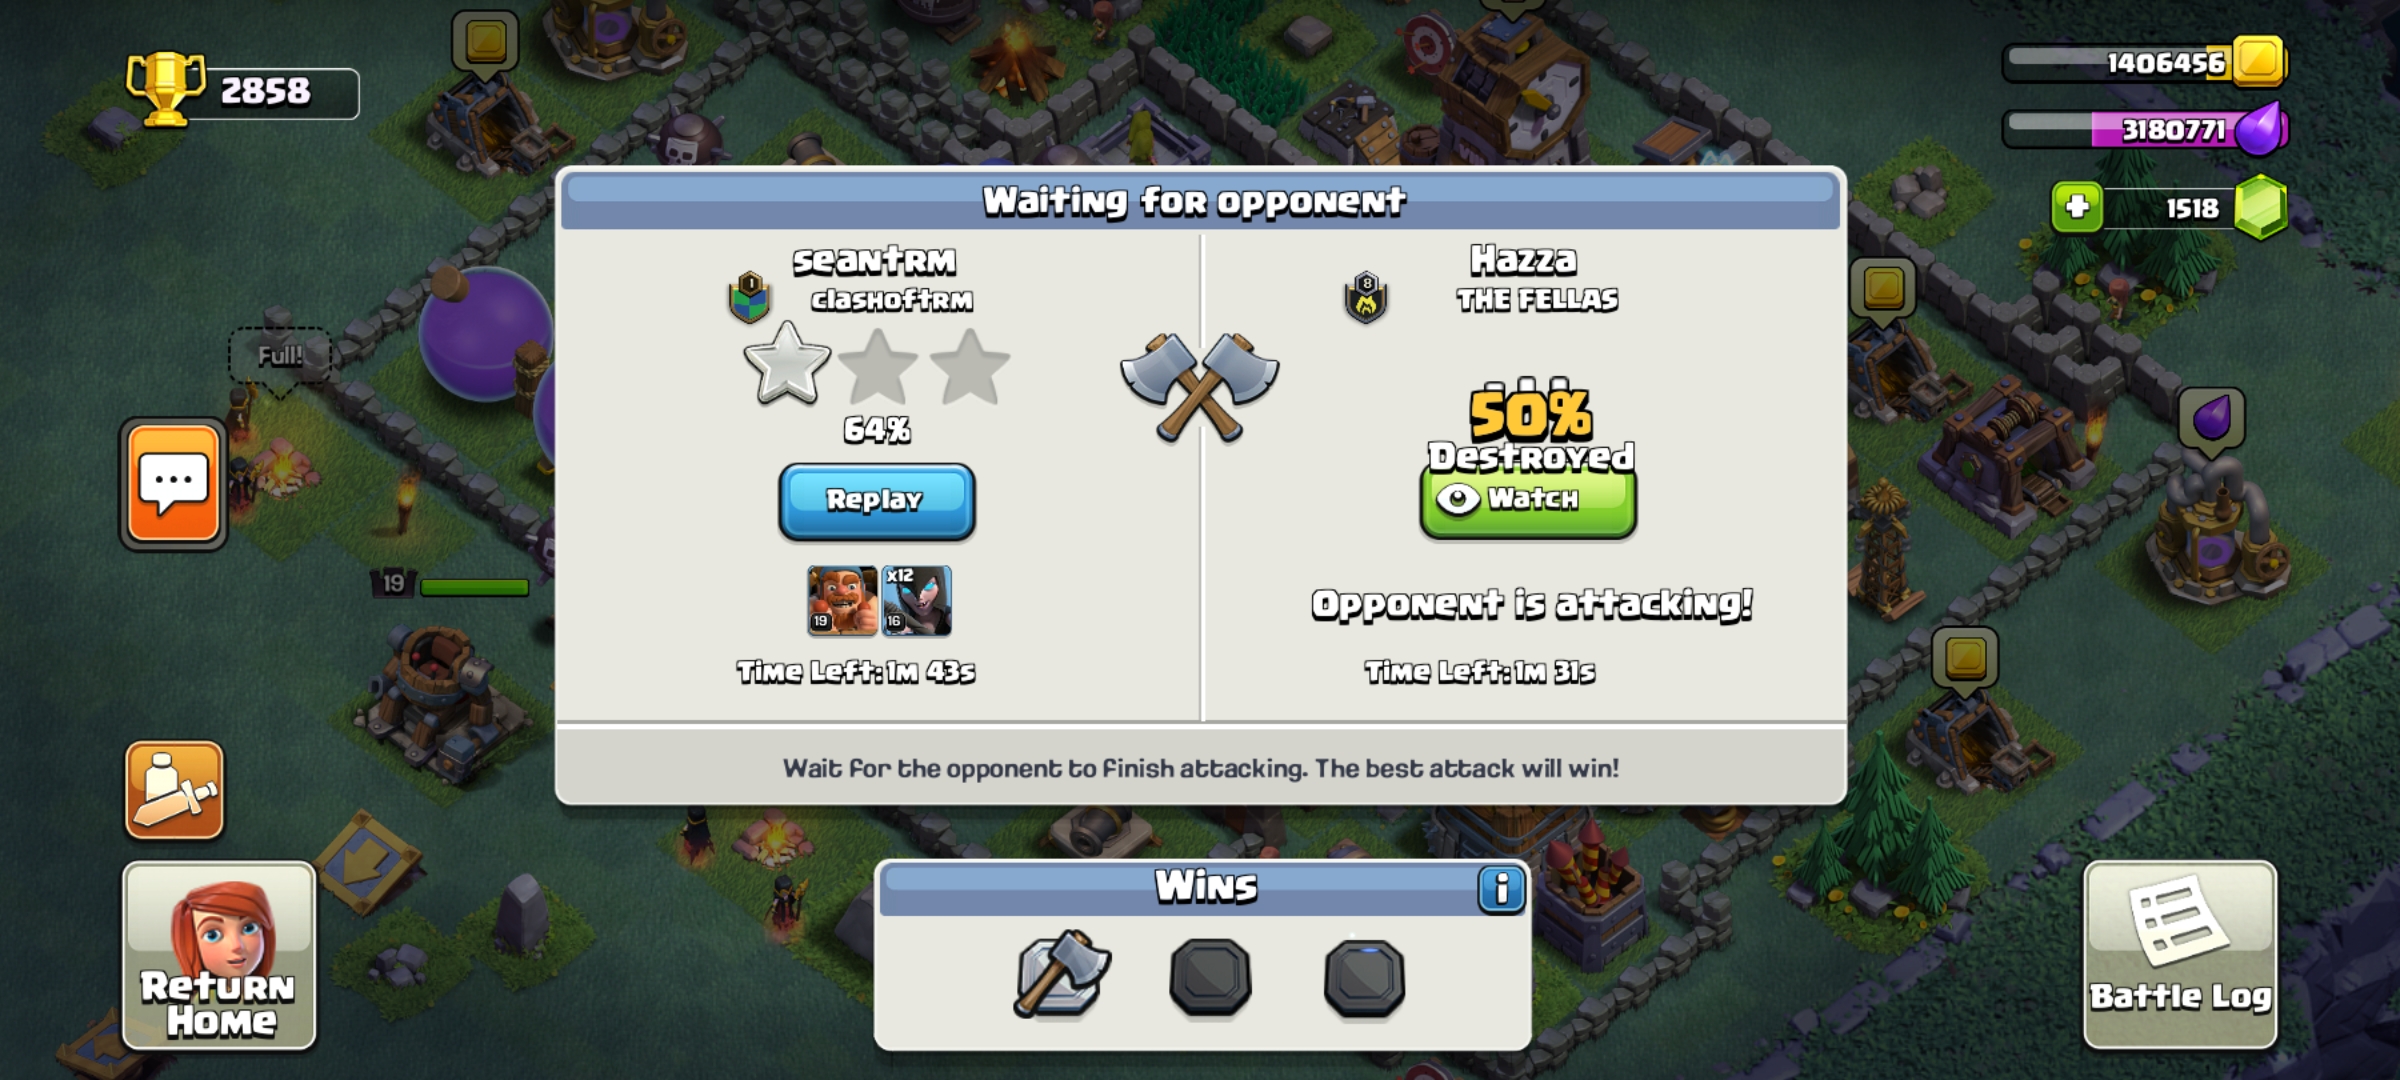 2858
1406456
3180771
1518
Waiting for opponent
seantrm
1
clashoftrm
Hazza
8
THE FELLAS
Full!
64%
50%
Destroyed
Replay
Watch
x12
19
16
Opponent is attacking!
19
Time Left:1m 43s
Time Left:1m 31s
Wait for the opponent to finish attacking. The best attack will win!
Wins
i
Return
Home
Battle Log